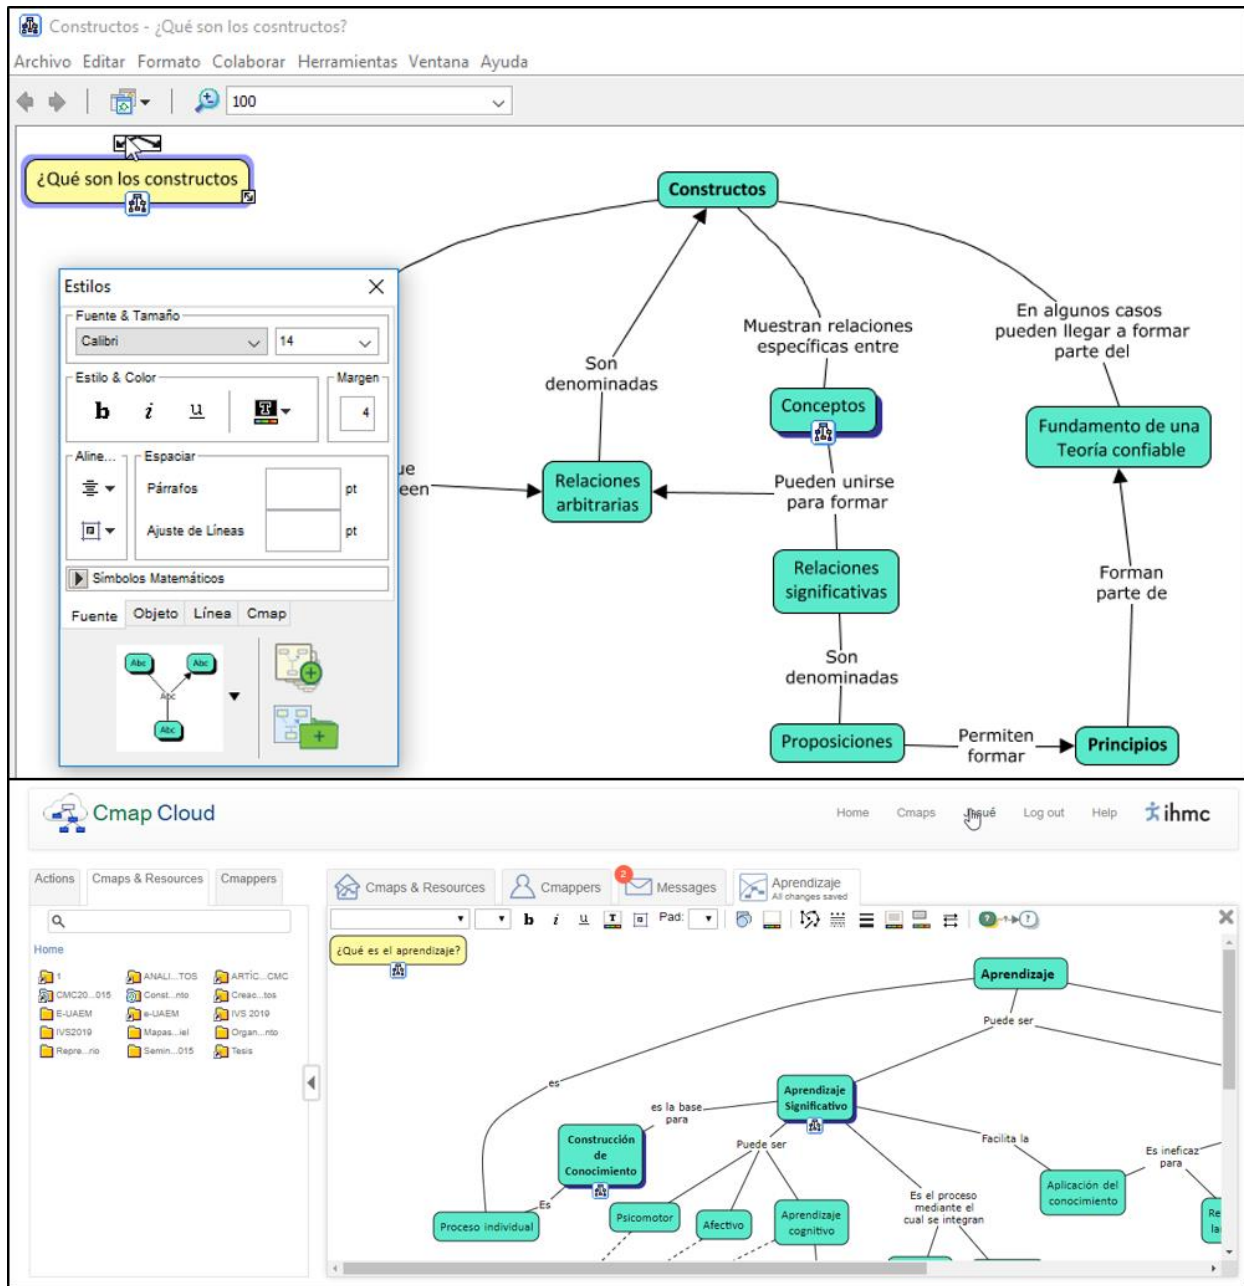 Constructos - ¿Qué son los cosntructos?
Archivo Editar Formato Colaborar Herramientas Ventana Ayuda
100
¿Qué son los constructos
Constructos
Estilos
Fuente & Tamaño
Calibri
14
Estilo & Color
Margen
b i u
T
4
Aline...
Espaciar
Párrafos
pt
Ajuste de Líneas
pt
Símbolos Matemáticos
Fuente Objeto Línea Cmap
Abc
Abc
Abc
Abc
Son
denominadas
Muestran relaciones
específicas entre
En algunos casos
pueden llegar a formar
parte del
Conceptos
Fundamento de una
Teoría confiable
ue
een
Relaciones
arbitrarias
Pueden unirse
para formar
Relaciones
significativas
Forman
parte de
Son
denominadas
Proposiciones
Permiten
formar
Principios
Cmap Cloud
Home
Cmaps
Log out
Help
ihmc
Actions
Cmaps & Resources
Cmappers
Home
1
ANALI...TOS
ARTÍC...CMC
CMC20...015
Const...nto
Creac...tos
E-UAEM
e-UAEM
IVS 2019
IVS2019
Mapas...iel
Organ...nto
Repre...rio
Semin...015
Tesis
Cmaps & Resources
Cmappers
2
Messages
Aprendizaje
All changes saved
b i u T Pad:
? ?
¿Qué es el aprendizaje?
Aprendizaje
Puede ser
es
Aprendizaje
Significativo
es la base
para
Construcción
de
Conocimiento
Puede ser
Facilita la
Es ineficaz
para
Es
Proceso individual
Psicomotor
Afectivo
Aprendizaje
cognitivo
Es el proceso
mediante el
cual se integran
Aplicación del
conocimiento
Re
la